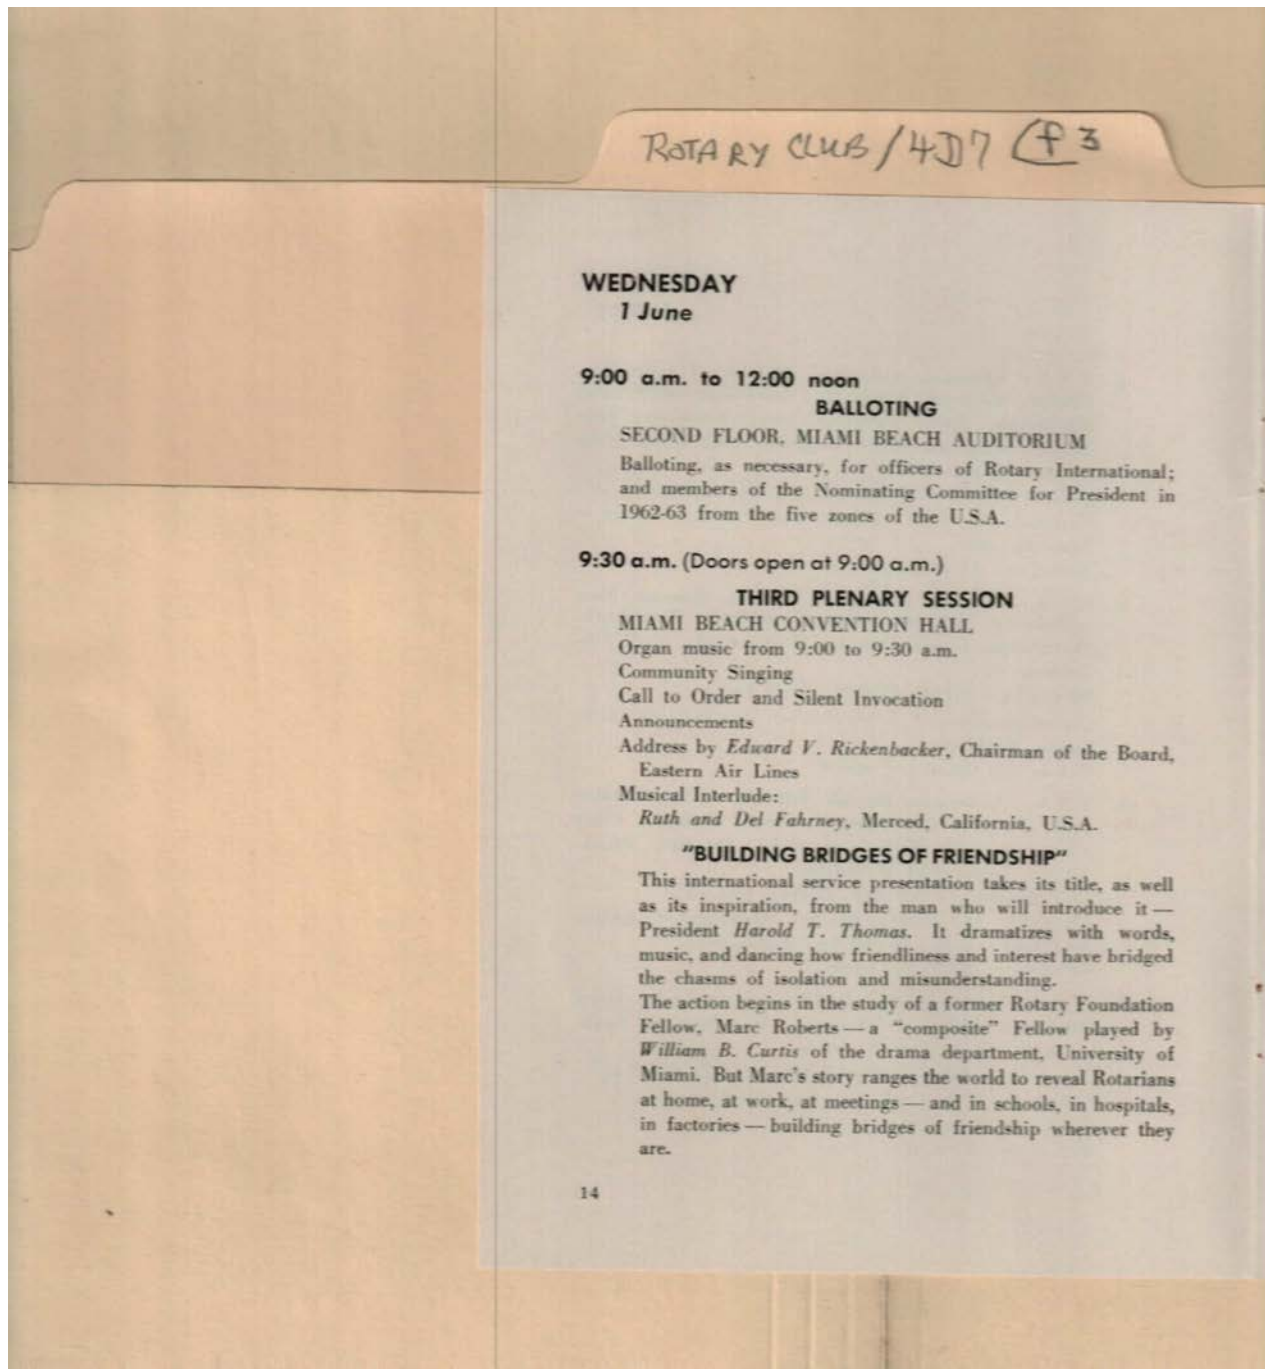 ROTARY CLUB/4D7 f3
WEDNESDAY
1 June
9:00 a.m. to 12:00 noon
BALLOTING
SECOND FLOOR, MIAMI BEACH AUDITORIUM
Balloting, as necessary, for officers of Rotary International;
and members of the Nominating Committee for President in
1962-63 from the five zones of the U.S.A.
9:30 a.m. (Doors open at 9:00 a.m.)
THIRD PLENARY SESSION
MIAMI BEACH CONVENTION HALL
Organ music from 9:00 to 9:30 a.m.
Community Singing
Call to Order and Silent Invocation
Announcements
Address by Edward V. Rickenbacker, Chairman of the Board,
Eastern Air Lines
Musical Interlude:
Ruth and Del Fahrney, Merced, California, U.S.A.
"BUILDING BRIDGES OF FRIENDSHIP"
This international service presentation takes its title, as well
as its inspiration, from the man who will introduce it —
President Harold T. Thomas. It dramatizes with words,
music, and dancing how friendliness and interest have bridged
the chasms of isolation and misunderstanding.
The action begins in the study of a former Rotary Foundation
Fellow, Marc Roberts — a "composite" Fellow played by
William B. Curtis of the drama department, University of
Miami. But Marc's story ranges the world to reveal Rotarians
at home, at work, at meetings — and in schools, in hospitals,
in factories — building bridges of friendship wherever they
are.
14